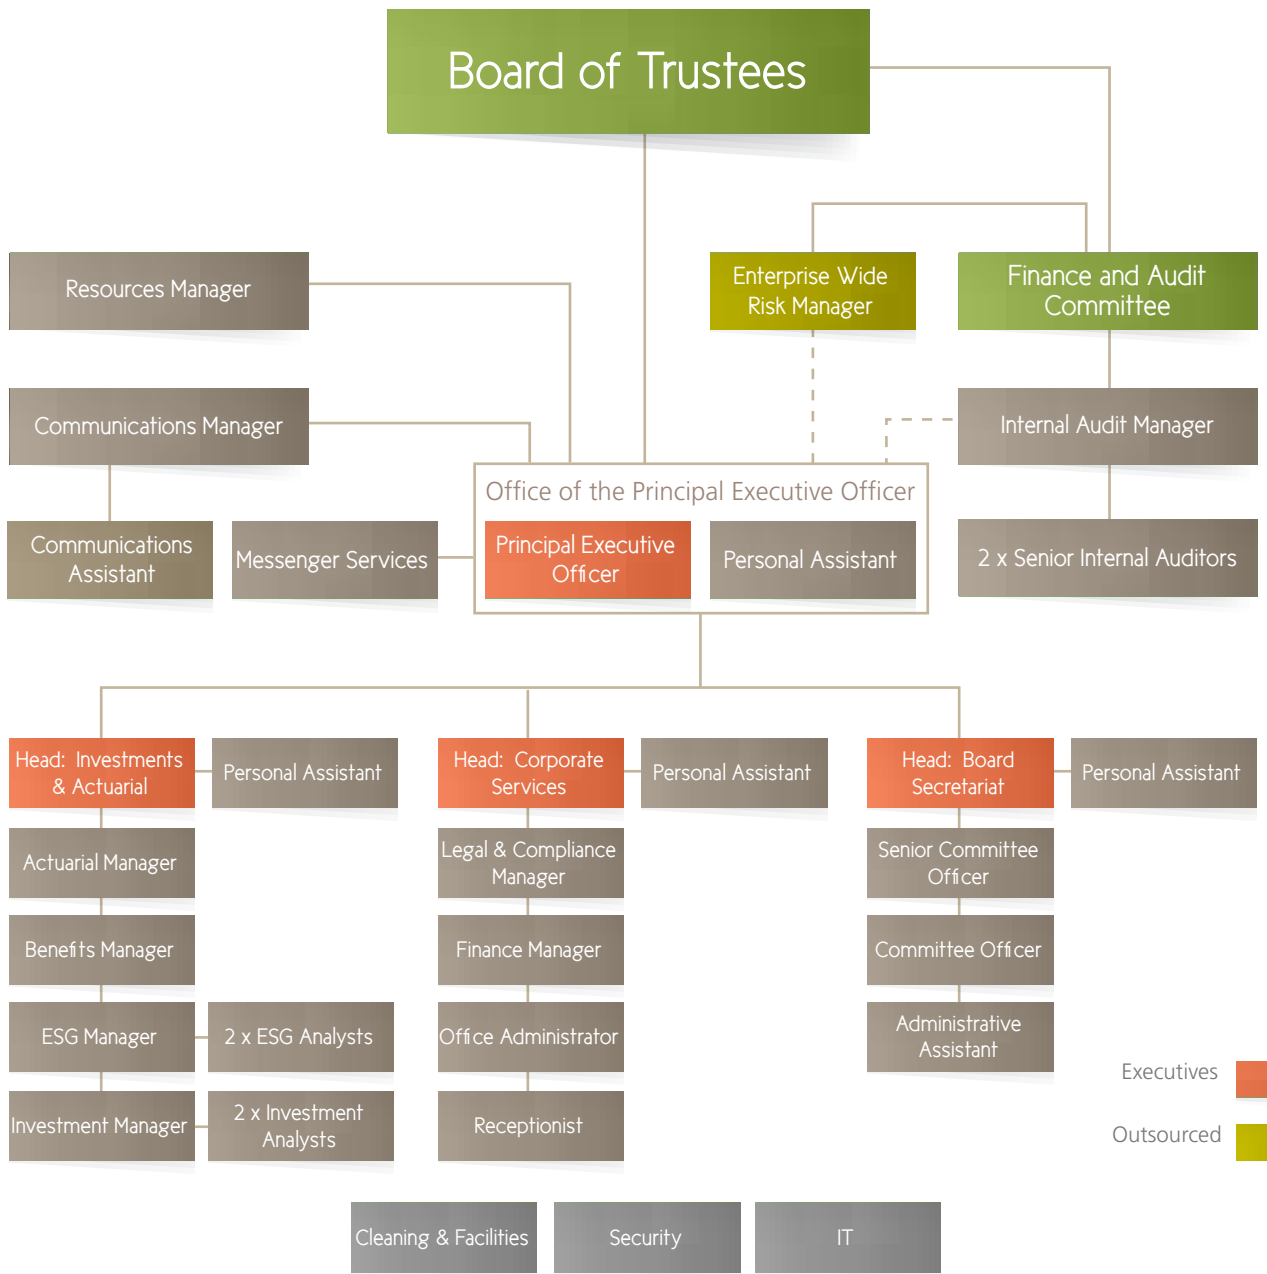 Board of Trustees
Resources Manager
Enterprise Wide
Risk Manager
Finance and Audit
Committee
Communications Manager
Internal Audit Manager
Office of the Principal Executive Officer
Communications
Assistant
Messenger Services
Principal Executive
Officer
Personal Assistant
2 x Senior Internal Auditors
Head: Investments
& Actuarial
Personal Assistant
Head: Corporate
Services
Personal Assistant
Head: Board
Secretariat
Personal Assistant
Actuarial Manager
Legal & Compliance
Manager
Senior Committee
Officer
Benefits Manager
Finance Manager
Committee Officer
ESG Manager
2 x ESG Analysts
Office Administrator
Administrative
Assistant
Executives
Investment Manager
2 x Investment
Analysts
Receptionist
Outsourced
Cleaning & Facilities
Security
IT